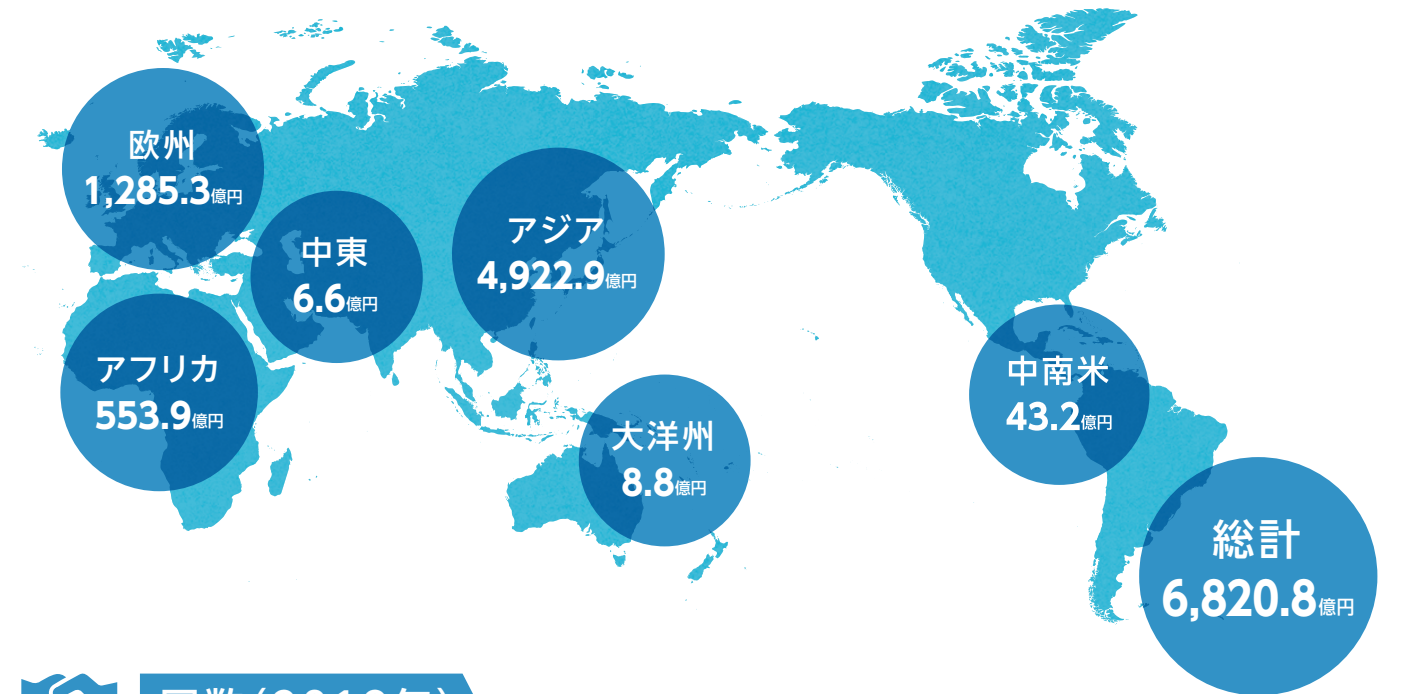 欧州
1,285.3億円
中東
6.6億円
アジア
4,922.9億円
アフリカ
553.9億円
大洋州
8.8億円
中南米
43.2億円
総計
6,820.8億円